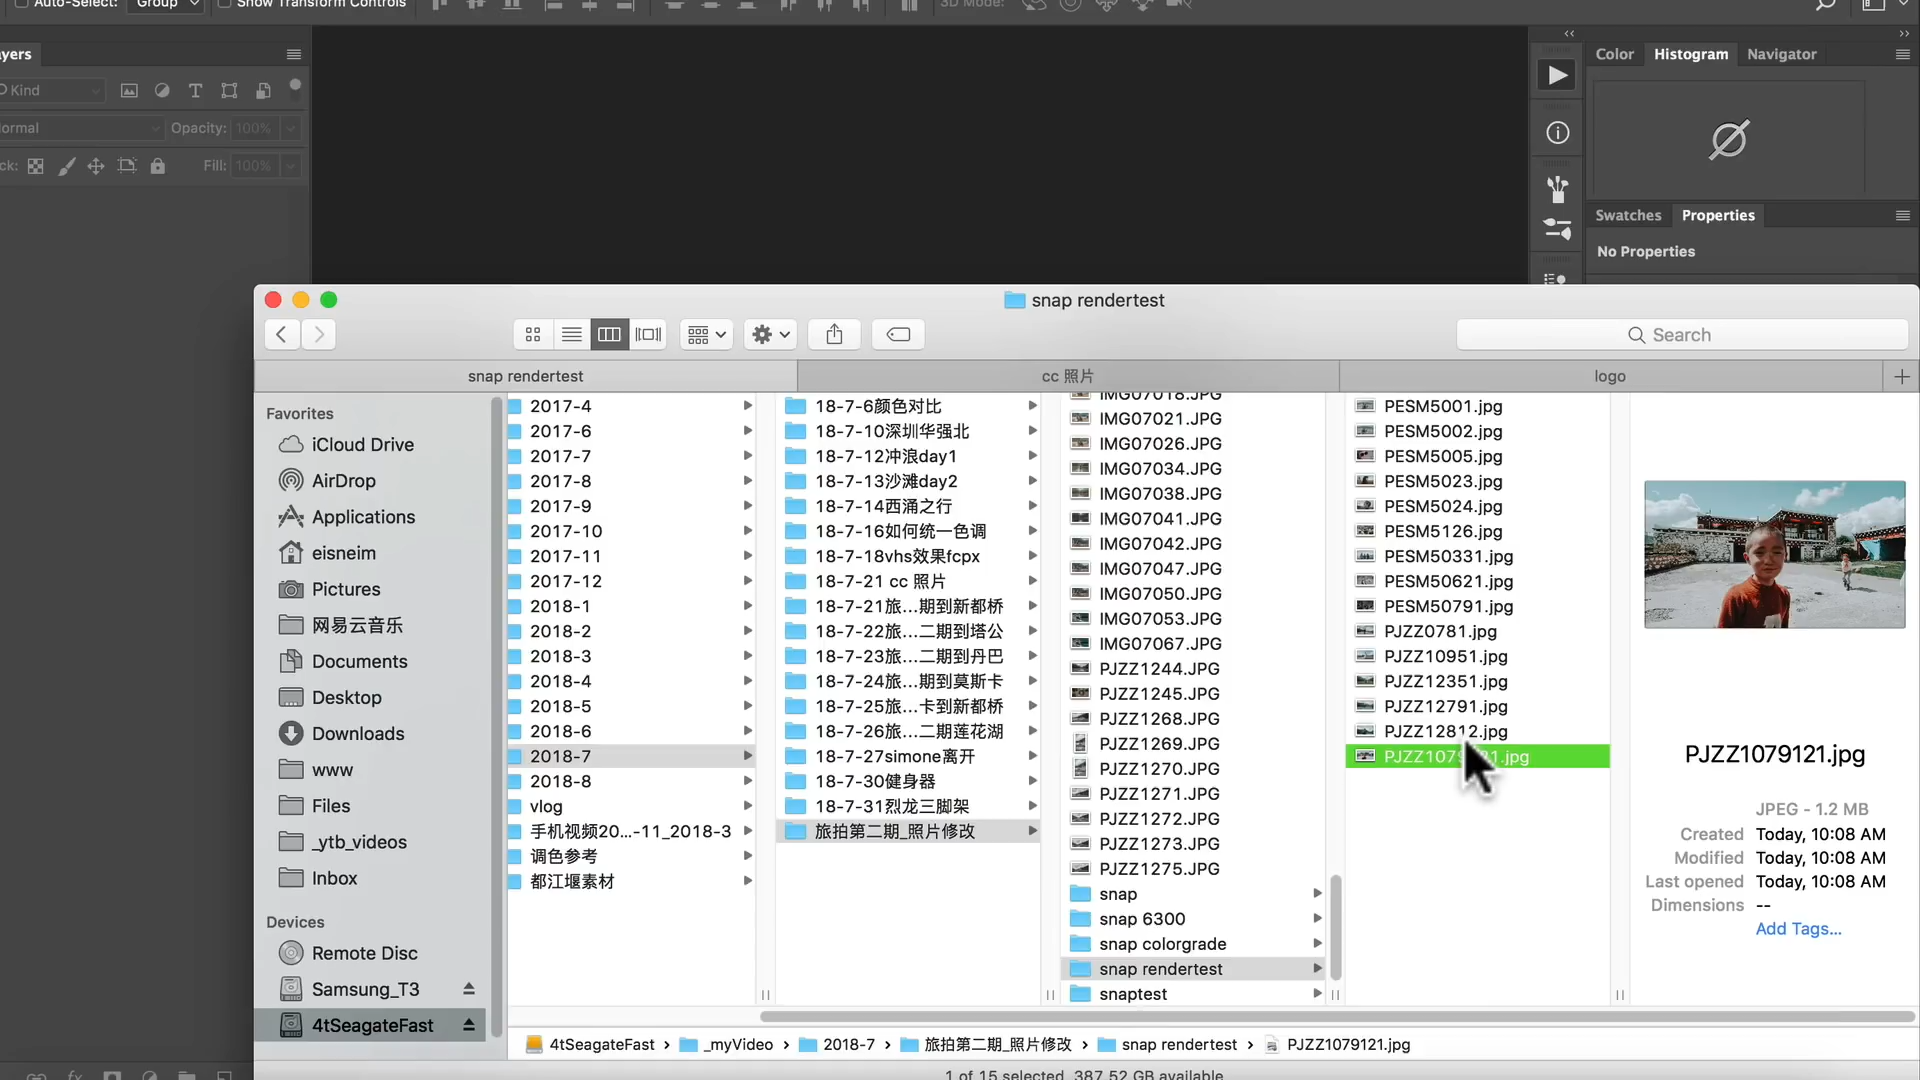 Auto-Select: Group Show Transform Controls 3D Mode:
yers
Kind
ormal Opacity: 100%
ck: Fill: 100%
Color Histogram Navigator
Swatches Properties
No Properties
snap rendertest
Search
snap rendertest cc 照片 logo
Favorites
iCloud Drive
AirDrop
Applications
eisneim
Pictures
网易云音乐
Documents
Desktop
Downloads
www
Files
_ytb_videos
Inbox
Devices
Remote Disc
Samsung_T3
4tSeagateFast
2017-4
2017-6
2017-7
2017-8
2017-9
2017-10
2017-11
2017-12
2018-1
2018-2
2018-3
2018-4
2018-5
2018-6
2018-7
2018-8
vlog
手机视频20...-11_2018-3
调色参考
都江堰素材
18-7-6颜色对比
18-7-10深圳华强北
18-7-12冲浪day1
18-7-13沙滩day2
18-7-14西涌之行
18-7-16如何统一色调
18-7-18vhs效果fcpx
18-7-21 cc 照片
18-7-21旅...期到新都桥
18-7-22旅...二期到塔公
18-7-23旅...二期到丹巴
18-7-24旅...期到莫斯卡
18-7-25旅...卡到新都桥
18-7-26旅...二期莲花湖
18-7-27simone离开
18-7-30健身器
18-7-31烈龙三脚架
旅拍第二期_照片修改
IMG07018.JPG
IMG07021.JPG
IMG07026.JPG
IMG07034.JPG
IMG07038.JPG
IMG07041.JPG
IMG07042.JPG
IMG07047.JPG
IMG07050.JPG
IMG07053.JPG
IMG07067.JPG
PJZZ1244.JPG
PJZZ1245.JPG
PJZZ1268.JPG
PJZZ1269.JPG
PJZZ1270.JPG
PJZZ1271.JPG
PJZZ1272.JPG
PJZZ1273.JPG
PJZZ1275.JPG
snap
snap 6300
snap colorgrade
snap rendertest
snaptest
PESM5001.jpg
PESM5002.jpg
PESM5005.jpg
PESM5023.jpg
PESM5024.jpg
PESM5126.jpg
PESM50331.jpg
PESM50621.jpg
PESM50791.jpg
PJZZ0781.jpg
PJZZ10951.jpg
PJZZ12351.jpg
PJZZ12791.jpg
PJZZ12812.jpg
PJZZ1079121.jpg
PJZZ1079121.jpg
JPEG - 1.2 MB
Created Today, 10:08 AM
Modified Today, 10:08 AM
Last opened Today, 10:08 AM
Dimensions --
Add Tags...
4tSeagateFast › _myVideo › 2018-7 › 旅拍第二期_照片修改 › snap rendertest › PJZZ1079121.jpg
1 of 15 selected, 387.52 GB available